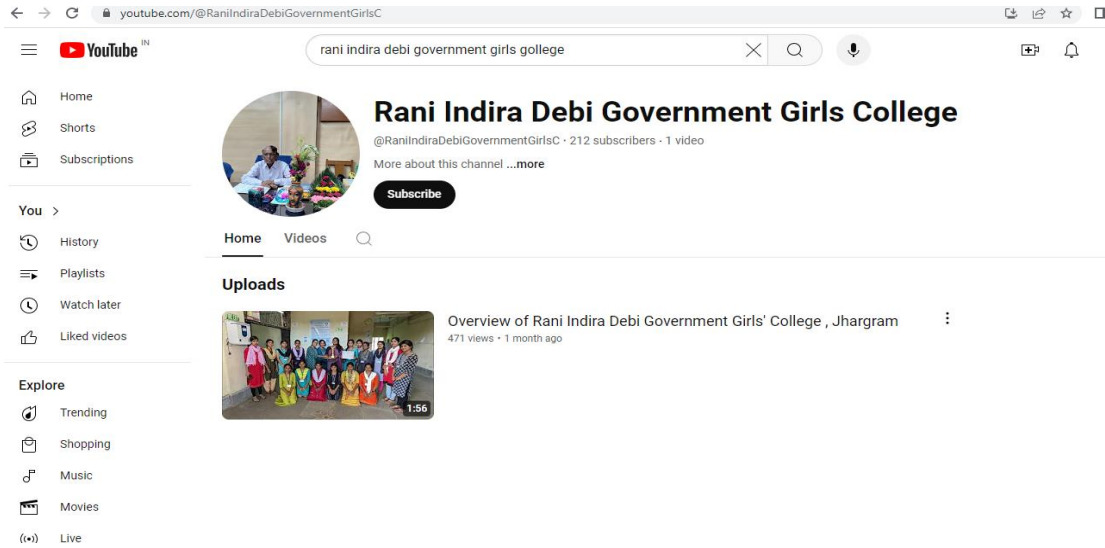 youtube.com/@RaniIndiraDebiGovernmentGirlsC
YouTube IN
rani indira debi government girls gollege
Home
Shorts
Subscriptions
You
History
Playlists
Watch later
Liked videos
Explore
Trending
Shopping
Music
Movies
Live
Rani Indira Debi Government Girls College
@RaniIndiraDebiGovernmentGirlsC · 212 subscribers · 1 video
More about this channel ...more
Subscribe
Home Videos
Uploads
1:56
Overview of Rani Indira Debi Government Girls' College , Jhargram
471 views · 1 month ago